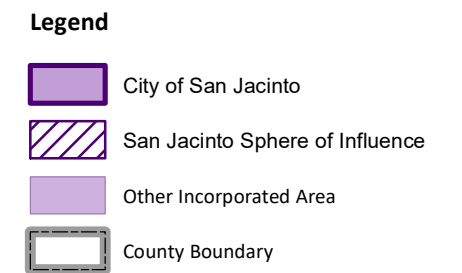 Legend
City of San Jacinto
San Jacinto Sphere of Influence
Other Incorporated Area
County Boundary